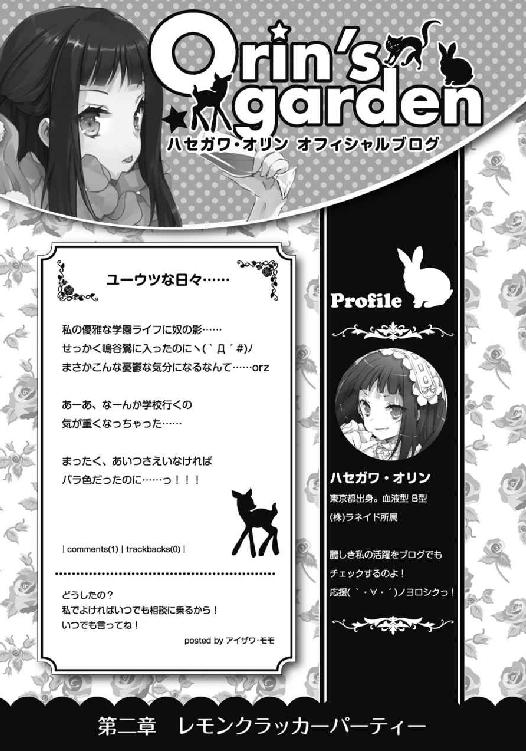 Orin's
garden
ハセガワ・オリン オフィシャルブログ
ユーウツな日々……
私の優雅な学園ライフに奴の影……
せっかく鳴谷鷲に入ったのにヽ(｀Д´#)ﾉ
まさかこんな憂鬱な気分になるなんて……orz
あーあ、なーんか学校行くの
気が重くなっちゃった……
まったく、あいつさえいなければ
バラ色だったのに……っ！！！
| comments(1) | trackbacks(0) |
どうしたの？
私でよければいつでも相談に乗るから！
いつでも言ってね！
posted by アイザワ・モモ
Profile
ハセガワ・オリン
東京都出身。血液型 B型
(株)ラネイド所属
麗しき私の活躍をブログでも
チェックするのよ！
応援(｀・∀・´)ノヨロシクっ！
第二章　レモンクラッカーパーティー